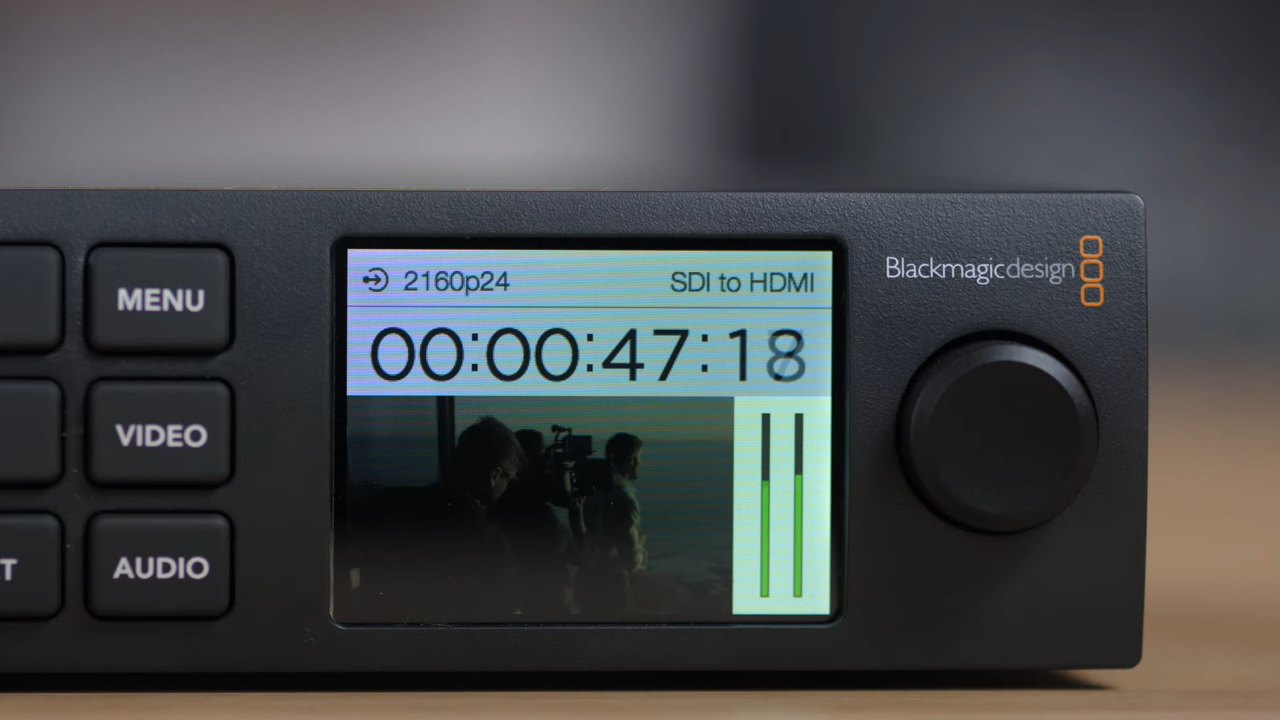 MENU
VIDEO
T
AUDIO
2160p24
SDI to HDMI
00:00:47:18
Blackmagicdesign